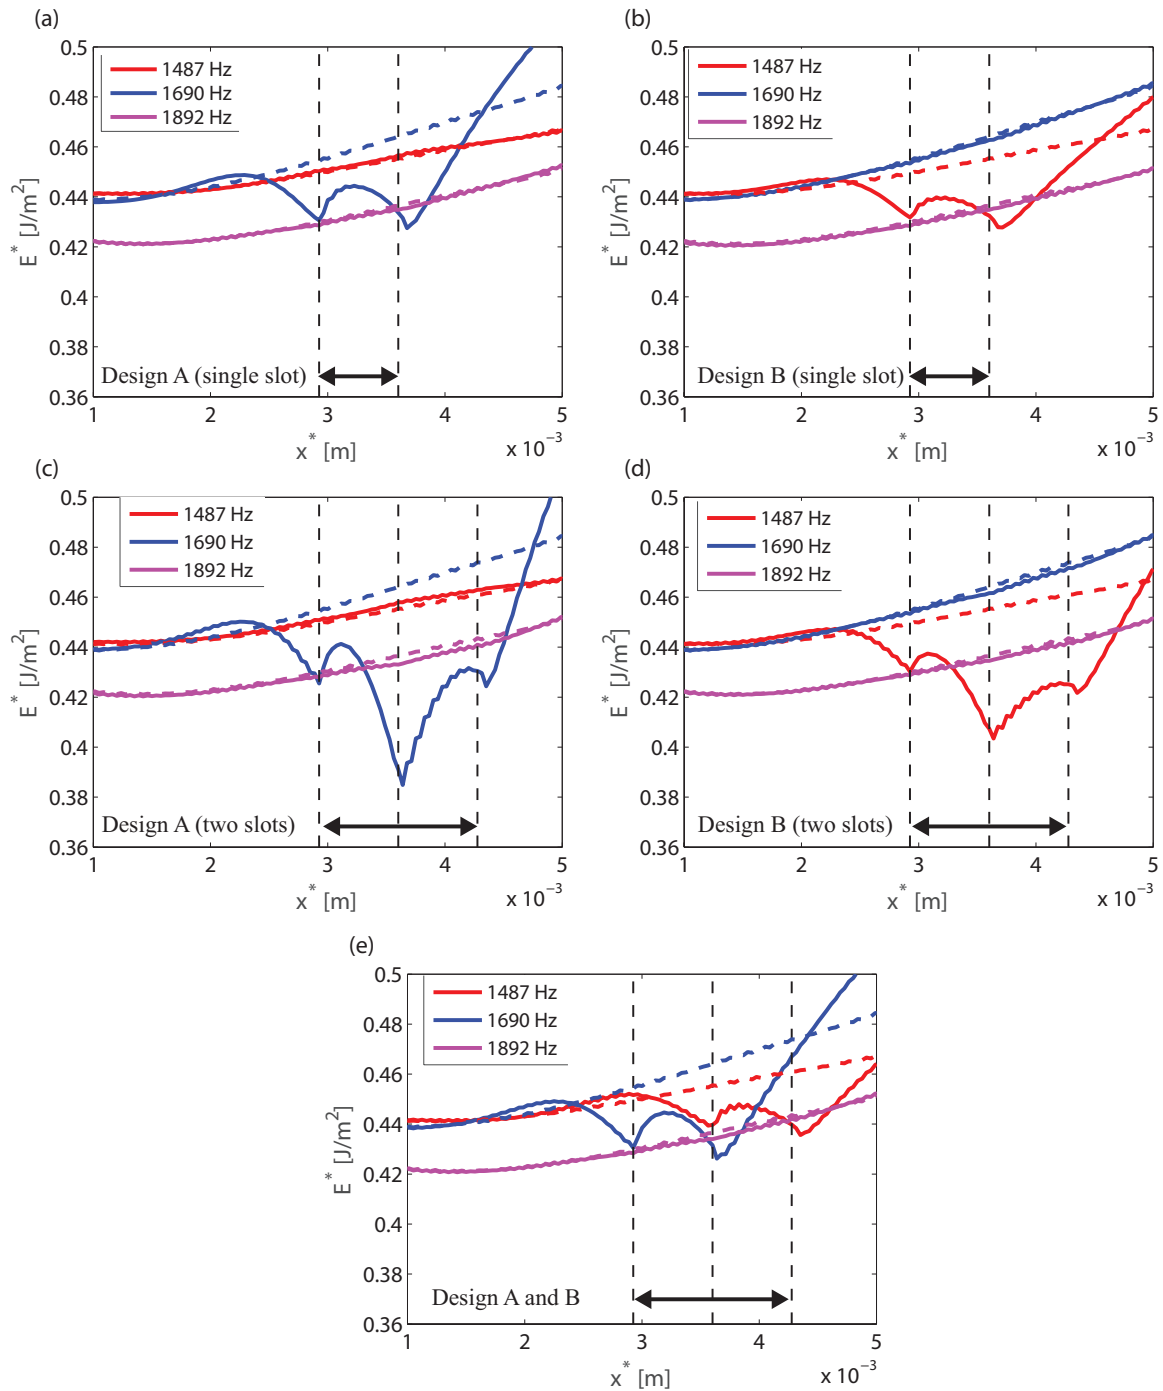 (a)
0.5
0.48
0.46
0.44
0.42
0.4
0.38
0.36
E* [J/m²]
1487 Hz
1690 Hz
1892 Hz
Design A (single slot)
1 2 3 4 5
x* [m]
x 10⁻³
(b)
0.5
0.48
0.46
0.44
0.42
0.4
0.38
0.36
E* [J/m²]
1487 Hz
1690 Hz
1892 Hz
Design B (single slot)
1 2 3 4 5
x* [m]
x 10⁻³
(c)
0.5
0.48
0.46
0.44
0.42
0.4
0.38
0.36
E* [J/m²]
1487 Hz
1690 Hz
1892 Hz
Design A (two slots)
1 2 3 4 5
x* [m]
x 10⁻³
(d)
0.5
0.48
0.46
0.44
0.42
0.4
0.38
0.36
E* [J/m²]
1487 Hz
1690 Hz
1892 Hz
Design B (two slots)
1 2 3 4 5
x* [m]
x 10⁻³
(e)
0.5
0.48
0.46
0.44
0.42
0.4
0.38
0.36
E* [J/m²]
1487 Hz
1690 Hz
1892 Hz
Design A and B
1 2 3 4 5
x* [m]
x 10⁻³